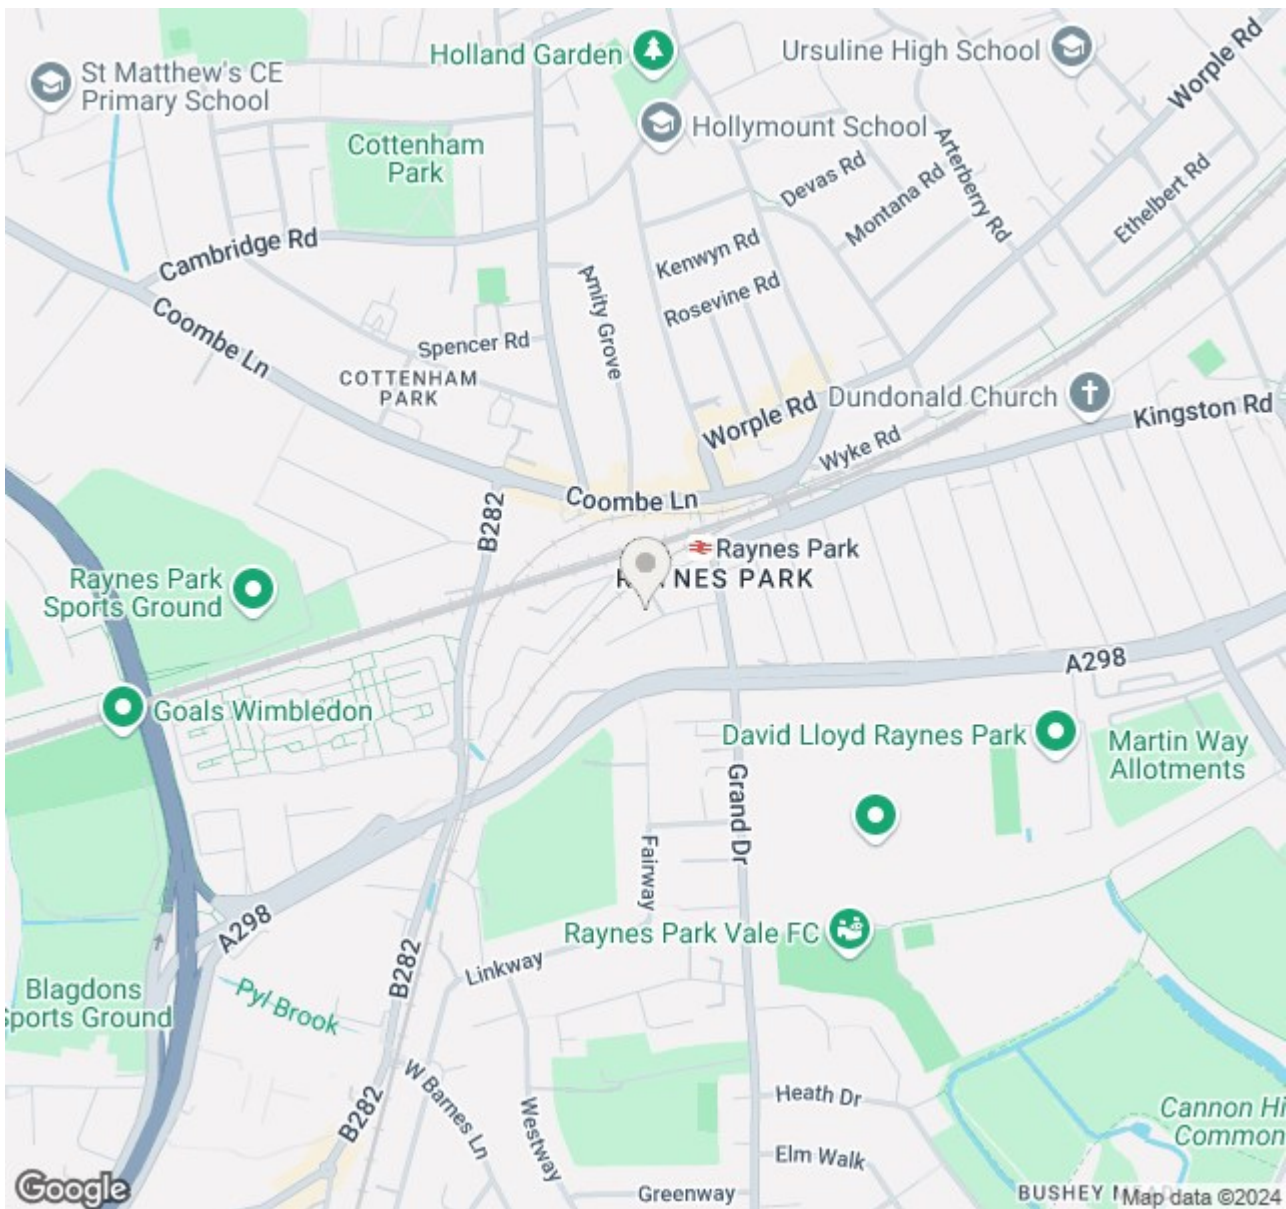 Holland Garden
Ursuline High School
Worple Rd
St Matthew's CE
Primary School
Hollymount School
Cottenham
Park
Devas Rd
Arterberry Rd
Montana Rd
Ethelbert Rd
Cambridge Rd
Kenwyn Rd
Amity Grove
Rosevine Rd
Coombe Ln
Spencer Rd
COTTENHAM
PARK
Dundonald Church
Kingston Rd
Worple Rd
Wyke Rd
Coombe Ln
B282
Raynes Park
Raynes Park
Sports Ground
NES PARK
A298
Goals Wimbledon
David Lloyd Raynes Park
Martin Way
Allotments
Grand Dr
Fairway
A298
Raynes Park Vale FC
B282
Linkway
Blagdons
Sports Ground
Pyl Brook
W Barnes Ln
Westway
Heath Dr
B282
Cannon Hi
Common
Elm Walk
Greenway
BUSHEY
Google
Map data ©2024